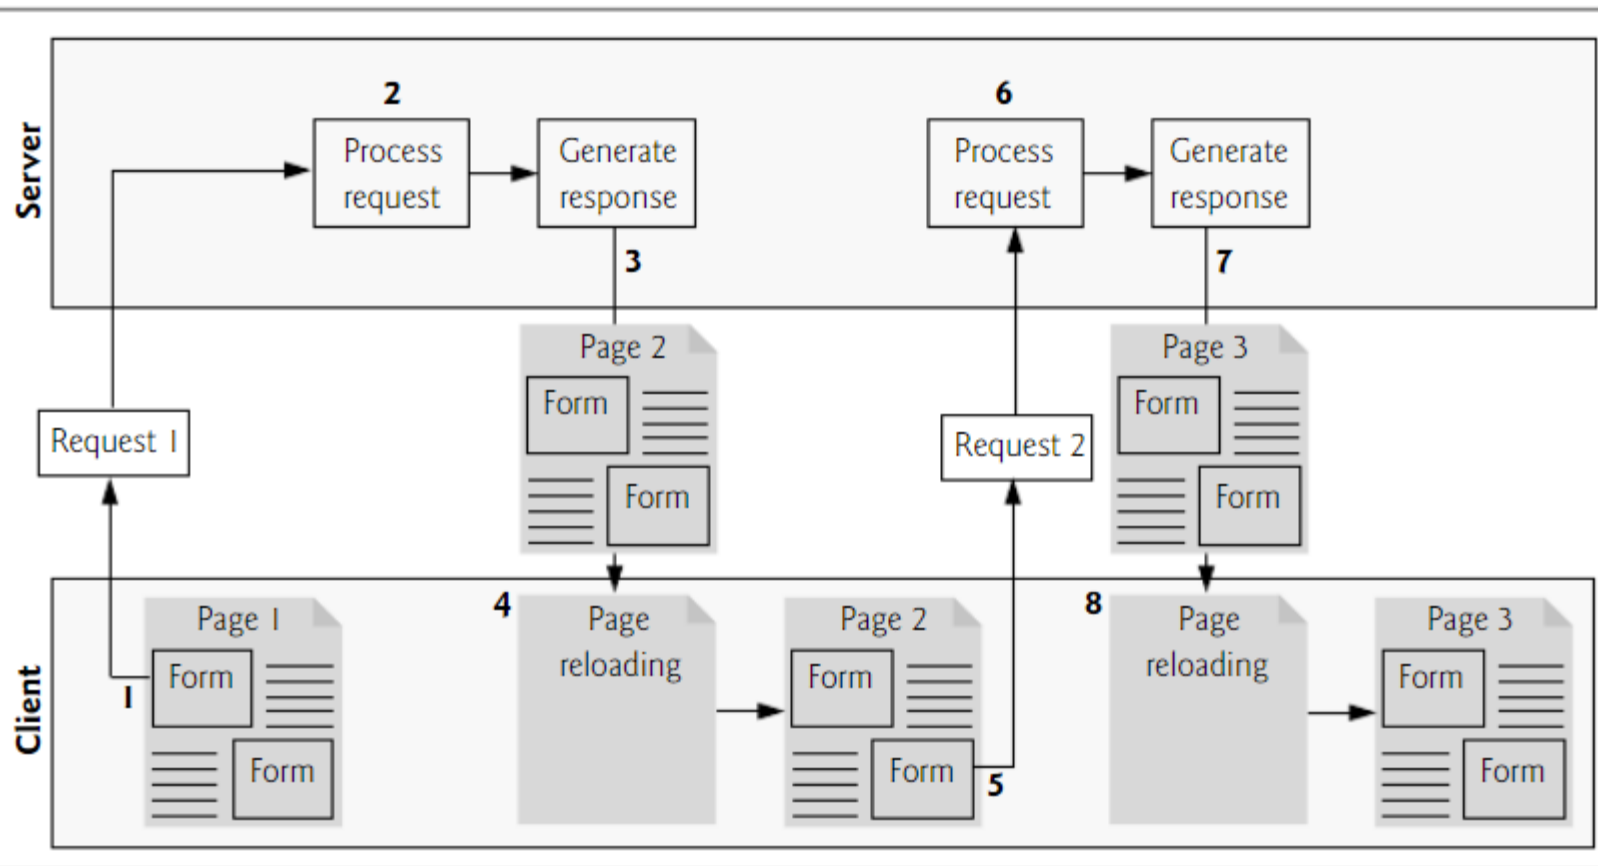 Server
2
Process
request
Generate
response
3
6
Process
request
Generate
response
7
Request 1
Page 2
Form
Form
Request 2
Page 3
Form
Form
Client
Page 1
Form
1
Form
4
Page
reloading
Page 2
Form
Form
5
8
Page
reloading
Page 3
Form
Form